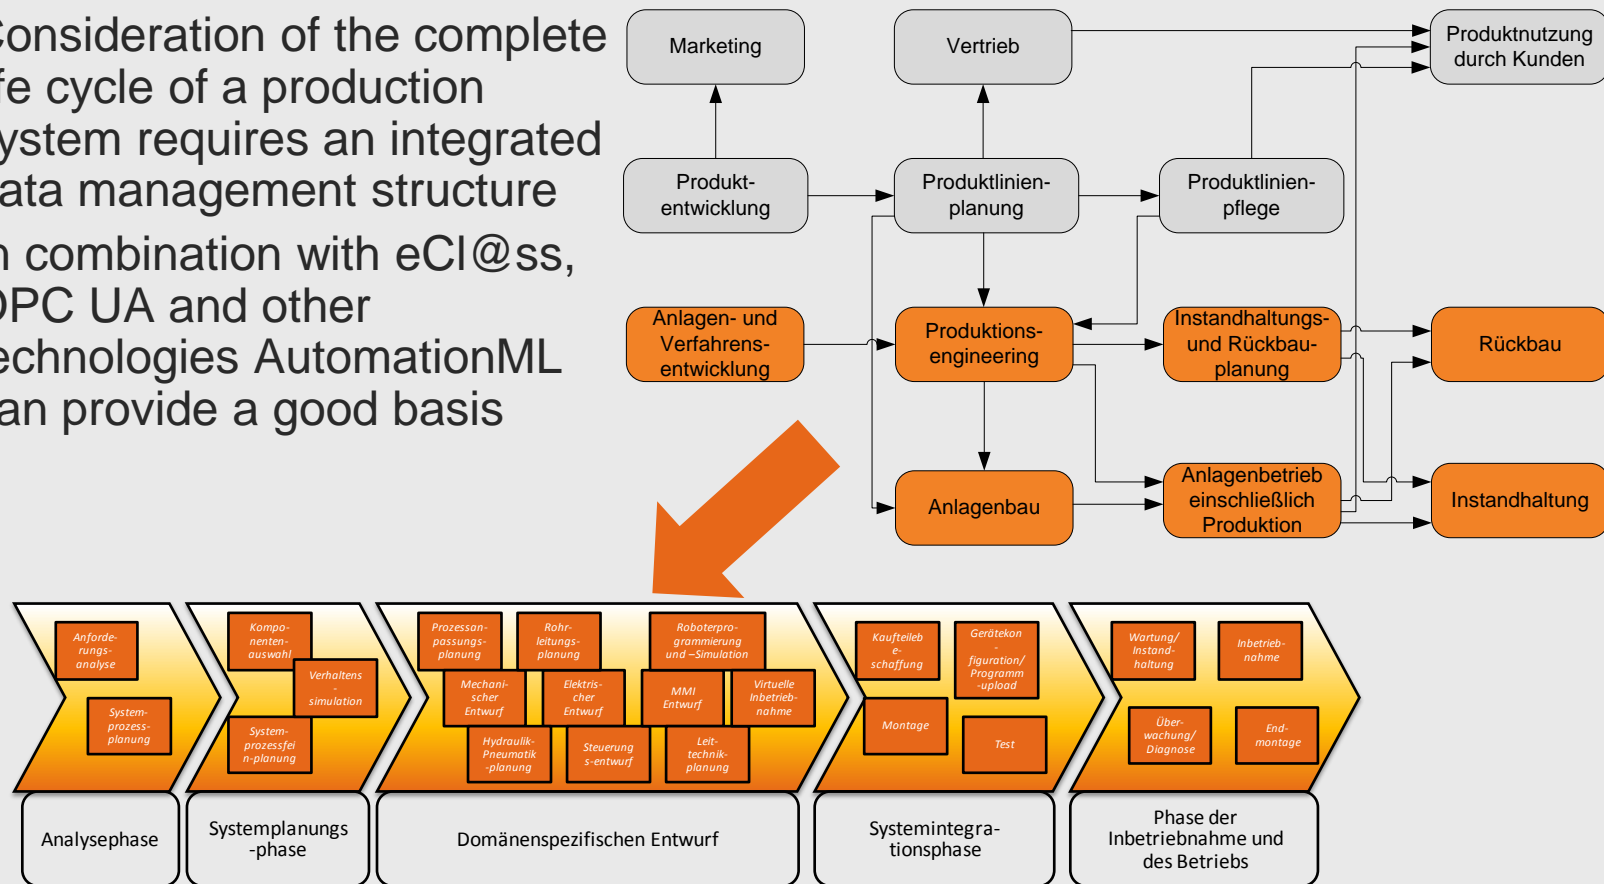 Consideration of the complete
ife cycle of a production
ystem requires an integrated
ata management structure
n combination with eCl@ss,
OPC UA and other
echnologies AutomationML
an provide a good basis
Marketing
Vertrieb
Produktnutzung
durch Kunden
Produkt-
entwicklung
Produktlinien-
planung
Produktlinien-
pflege
Anlagen- und
Verfahrens-
entwicklung
Produktions-
engineering
Instandhaltungs-
und Rückbau-
planung
Rückbau
Anlagenbau
Anlagenbetrieb
einschließlich
Produktion
Instandhaltung
Anforde-
rungs-
analyse
System-
prozess-
planung
Kompo-
nenten-
auswahl
Verhaltens
-
simulation
System-
prozessfei
n-planung
Prozessan-
passungs-
planung
Rohr-
leitungs-
planung
Roboterpro-
grammierung
und –Simulation
Mechani-
scher
Entwurf
Elektris-
cher
Entwurf
MMI
Entwurf
Virtuelle
Inbetrieb-
nahme
Hydraulik-
Pneumatik
-planung
Steuerung
s-entwurf
Leit-
technik-
planung
Kaufteileb
e-
schaffung
Gerätekon
-
figuration/
Programm
-upload
Montage
Test
Wartung/
Instand-
haltung
Inbetrieb-
nahme
Über-
wachung/
Diagnose
End-
montage
Analysephase
Systemplanungs
-phase
Domänenspezifischen Entwurf
Systemintegra-
tionsphase
Phase der
Inbetriebnahme und
des Betriebs